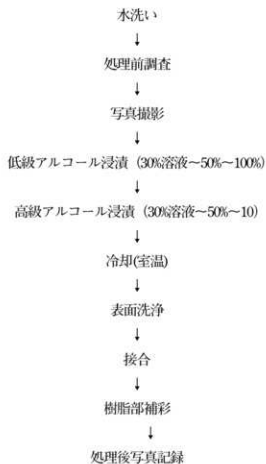 水洗い
↓
処理前調査
↓
写真撮影
↓
低級アルコール浸漬（30%溶液～50%～100%）
↓
高級アルコール浸漬（30%溶液～50%～10）
↓
冷却(室温)
↓
表面洗浄
↓
接合
↓
樹脂部補彩
↓
処理後写真記録